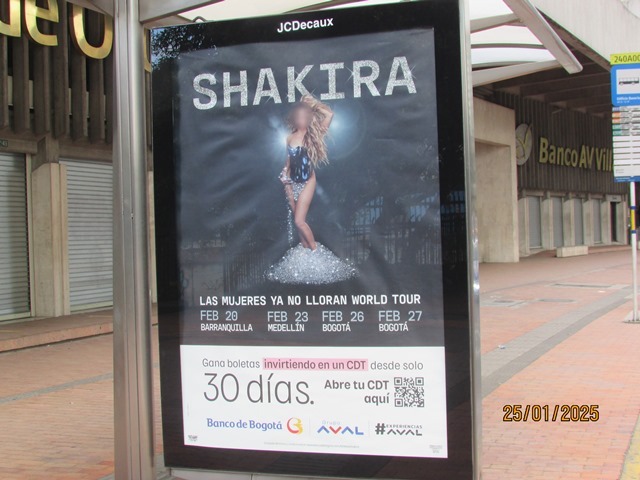 JCDecaux
SHAKIRA
LAS MUJERES YA NO LLORAN WORLD TOUR
FEB 20 FEB 23 FEB 26 FEB 27
BARRANQUILLA MEDELLÍN BOGOTÁ BOGOTÁ
Gana boletas invirtiendo en un CDT desde solo
30 días.
Abre tu CDT
aquí
Banco de Bogotá
AVAL
#EXPERIENCIAS
AVAL
Banco AV Vil
240A00
25/01/2025